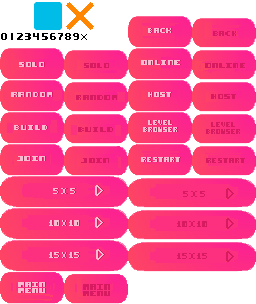 BACK BACK
0123456789x
SOLO SOLO ONLINE ONLINE
RANDOM RANDOM HOST HOST
BUILD BUILD LEVEL BROWSER LEVEL BROWSER
JOIN JOIN RESTART RESTART
5X5 5X5
10X10 10X10
15X15 15X15
MAIN MENU MAIN MENU